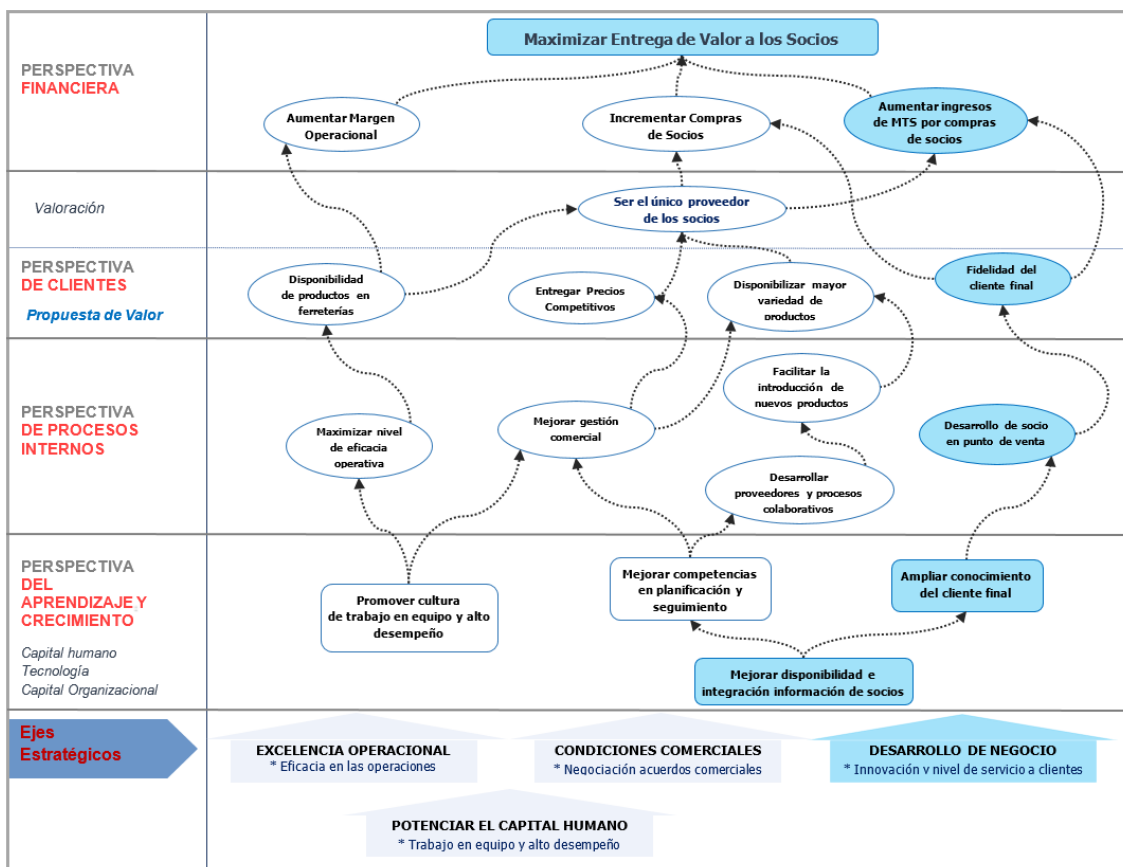 Maximizar Entrega de Valor a los Socios
PERSPECTIVA
FINANCIERA
Aumentar Margen
Operacional
Incrementar Compras
de Socios
Aumentar ingresos
de MTS por compras
de socios
Valoración
Ser el único proveedor
de los socios
PERSPECTIVA
DE CLIENTES
Propuesta de Valor
Disponibilidad
de productos en
ferreterías
Entregar Precios
Competitivos
Disponibilizar mayor
variedad de
productos
Fidelidad del
cliente final
PERSPECTIVA
DE PROCESOS
INTERNOS
Maximizar nivel
de eficacia
operativa
Mejorar gestión
comercial
Facilitar la
introducción de
nuevos productos
Desarrollar
proveedores y procesos
colaborativos
Desarrollo de socio
en punto de venta
PERSPECTIVA
DEL
APRENDIZAJE Y
CRECIMIENTO
Capital humano
Tecnología
Capital Organizacional
Promover cultura
de trabajo en equipo y alto
desempeño
Mejorar competencias
en planificación y
seguimiento
Ampliar conocimiento
del cliente final
Mejorar disponibilidad e
integración información de socios
Ejes
Estratégicos
EXCELENCIA OPERACIONAL
* Eficacia en las operaciones
CONDICIONES COMERCIALES
* Negociación acuerdos comerciales
DESARROLLO DE NEGOCIO
* Innovación y nivel de servicio a clientes
POTENCIAR EL CAPITAL HUMANO
* Trabajo en equipo y alto desempeño